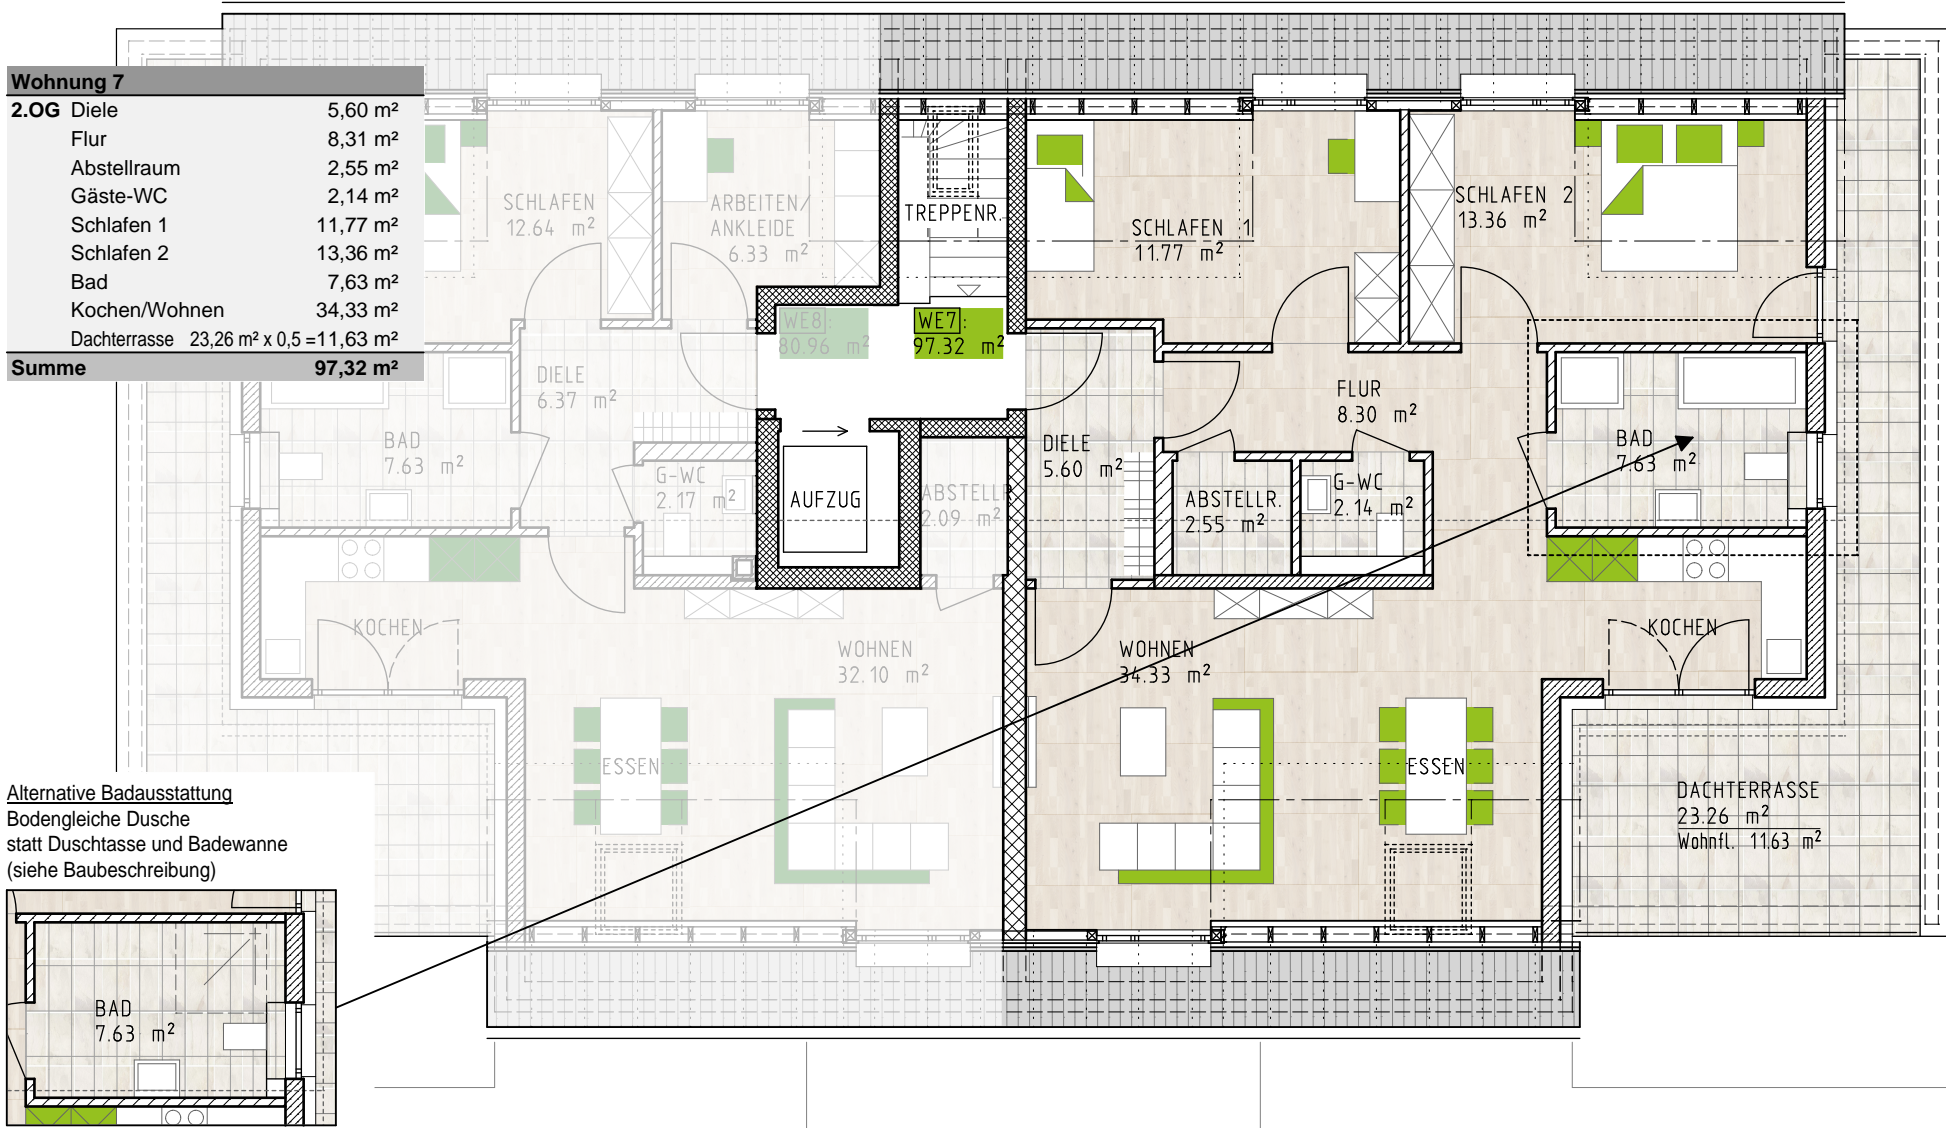 Wohnung 7
2.OG Diele 5,60 m²
Flur 8,31 m²
Abstellraum 2,55 m²
Gäste-WC 2,14 m²
Schlafen 1 11,77 m²
Schlafen 2 13,36 m²
Bad 7,63 m²
Kochen/Wohnen 34,33 m²
Dachterrasse 23,26 m² x 0,5 =11,63 m²
Summe 97,32 m²
SCHLAFEN
12.64 m²
ARBEITEN/
ANKLEIDE
6.33 m²
TREPPENR.
SCHLAFEN 1
11.77 m²
SCHLAFEN 2
13.36 m²
WE8:
80.96 m²
WE7:
97.32 m²
DIELE
6.37 m²
BAD
7.63 m²
G-WC
2.17 m²
AUFZUG
ABSTELLR.
2.09 m²
DIELE
5.60 m²
FLUR
8.30 m²
ABSTELLR.
2.55 m²
G-WC
2.14 m²
BAD
7.63 m²
KOCHEN
WOHNEN
32.10 m²
WOHNEN
34.33 m²
KOCHEN
ESSEN
ESSEN
DACHTERRASSE
23.26 m²
Wohnfl. 11.63 m²
Alternative Badausstattung
Bodengleiche Dusche
statt Duschtasse und Badewanne
(siehe Baubeschreibung)
BAD
7.63 m²